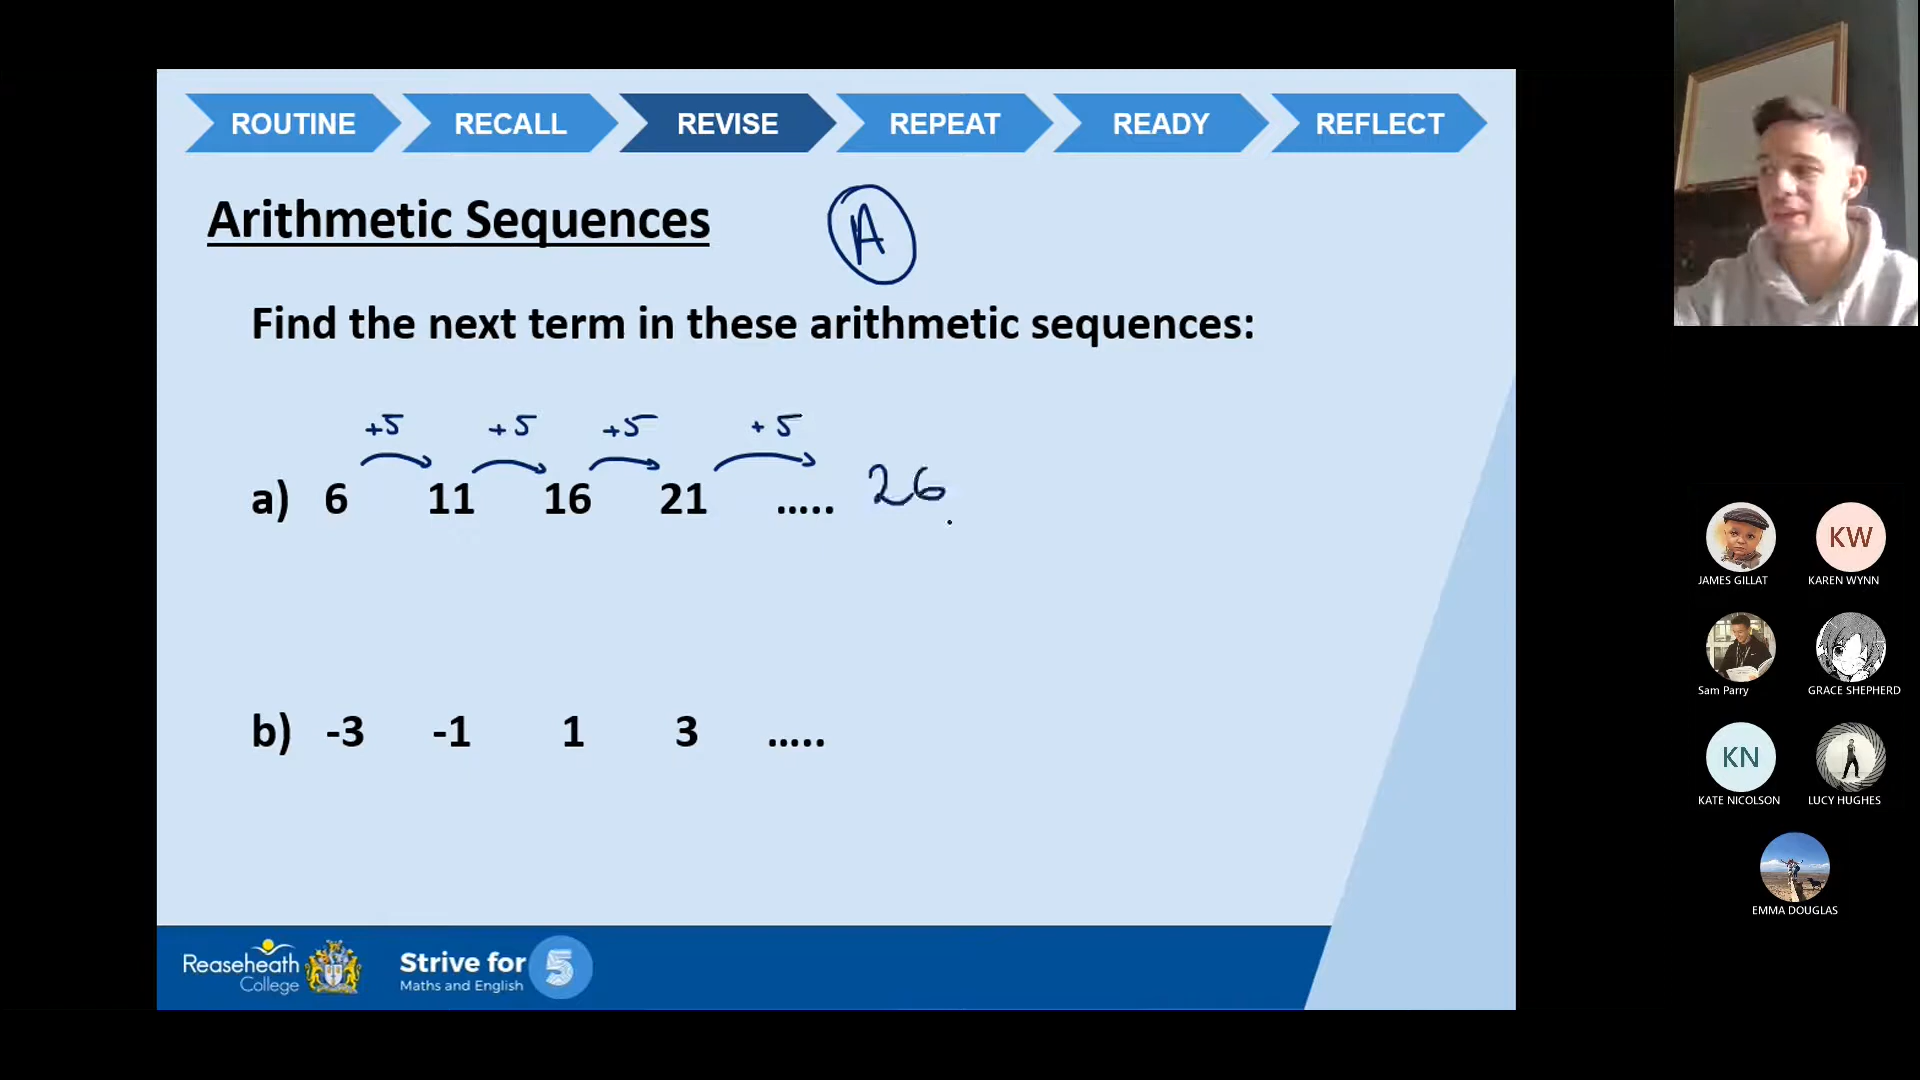 ROUTINE RECALL REVISE REPEAT READY REFLECT
Arithmetic Sequences
A
Find the next term in these arithmetic sequences:
+5 +5 +5 +5
a) 6 11 16 21 ..... 26
b) -3 -1 1 3 .....
Reaseheath
College
Strive for 5
Maths and English
KW
JAMES GILLAT KAREN WYNN
Sam Parry GRACE SHEPHERD
KN
KATE NICOLSON LUCY HUGHES
EMMA DOUGLAS